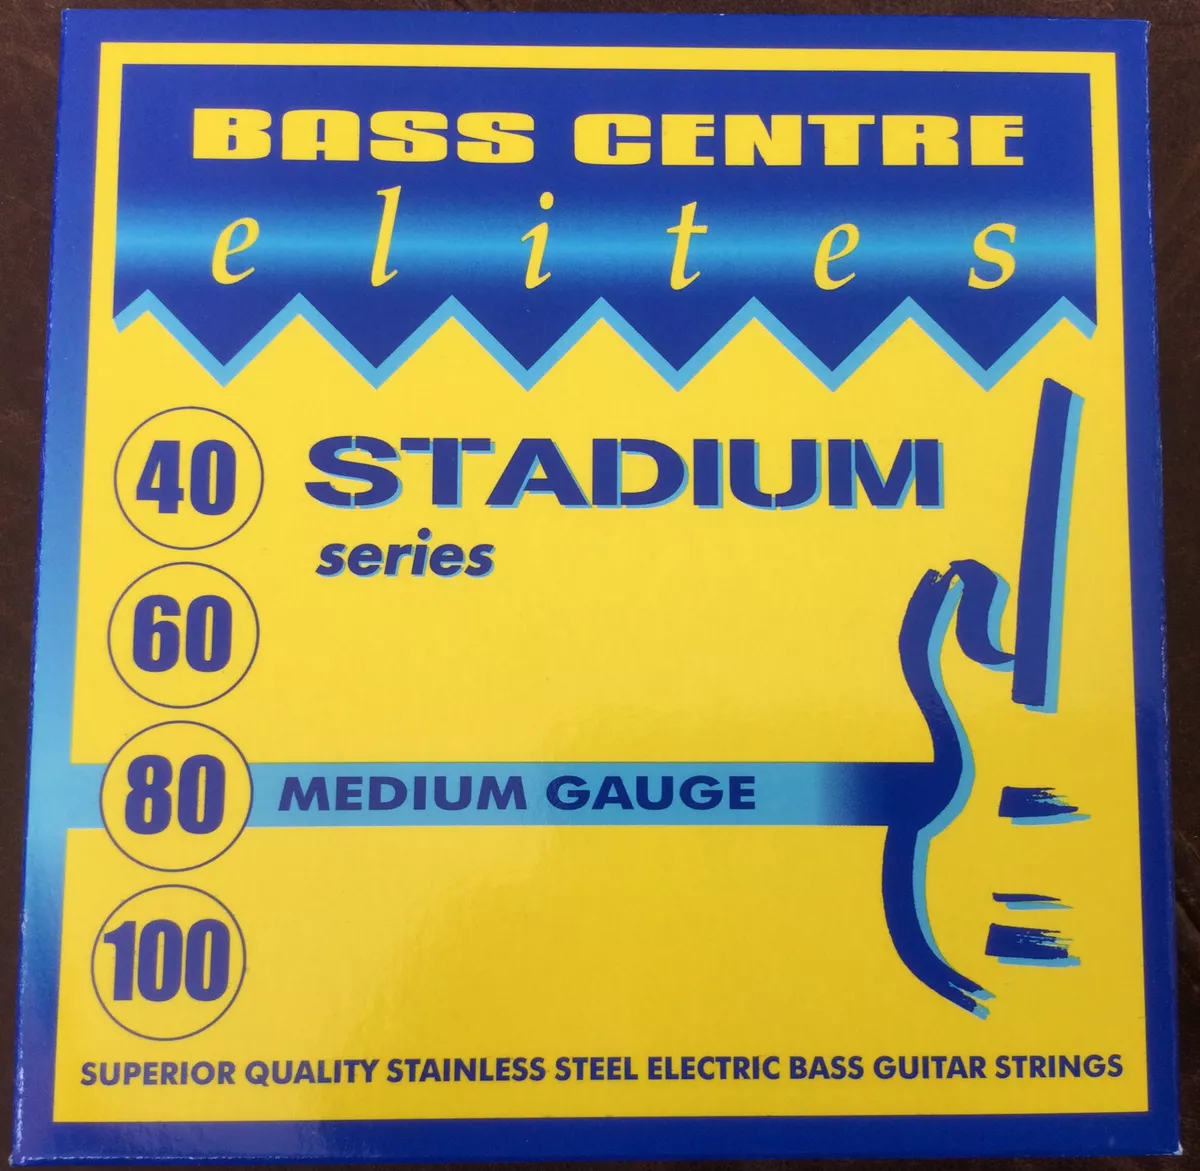 BASS CENTRE
elites
40
STADIUM
series
60
80
MEDIUM GAUGE
100
SUPERIOR QUALITY STAINLESS STEEL ELECTRIC BASS GUITAR STRINGS